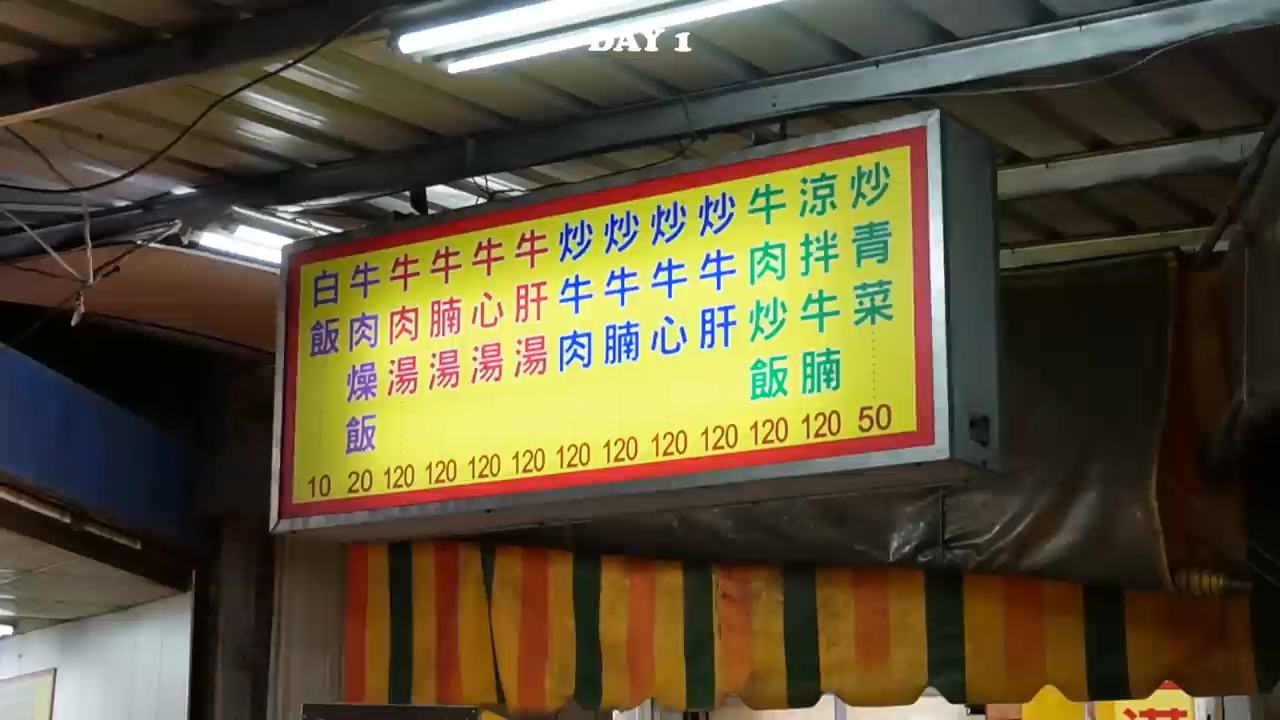 DAY 1
白飯 10
牛肉燥飯 20
牛肉湯 120
牛腩湯 120
牛心湯 120
牛肝湯 120
炒牛肉 120
炒牛腩 120
炒牛心 120
炒牛肝 120
牛肉炒飯 120
涼拌牛腩 120
炒青菜 50